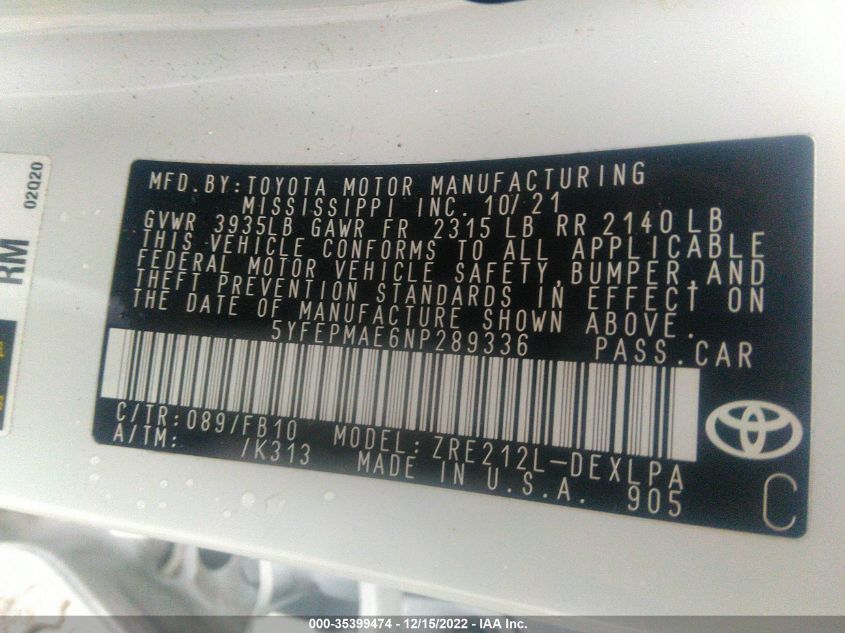 02Q20
RM
MFD.BY:TOYOTA MOTOR MANUFACTURING
MISSISSIPPI INC. 10/21
GVWR 3935LB GAWR FR 2315 LB RR 2140 LB
THIS VEHICLE CONFORMS TO ALL APPLICABLE
FEDERAL MOTOR VEHICLE SAFETY,BUMPER,AND
THEFT PREVENTION STANDARDS IN EFFECT ON
THE DATE OF MANUFACTURE SHOWN ABOVE.
5YFEPMAE6NP289336 PASS.CAR
C/TR:089/FB10 MODEL:ZRE212L-DEXLPA
A/TM: /K313 MADE IN U.S.A. 905
C
000-35399474 - 12/15/2022 - IAA Inc.